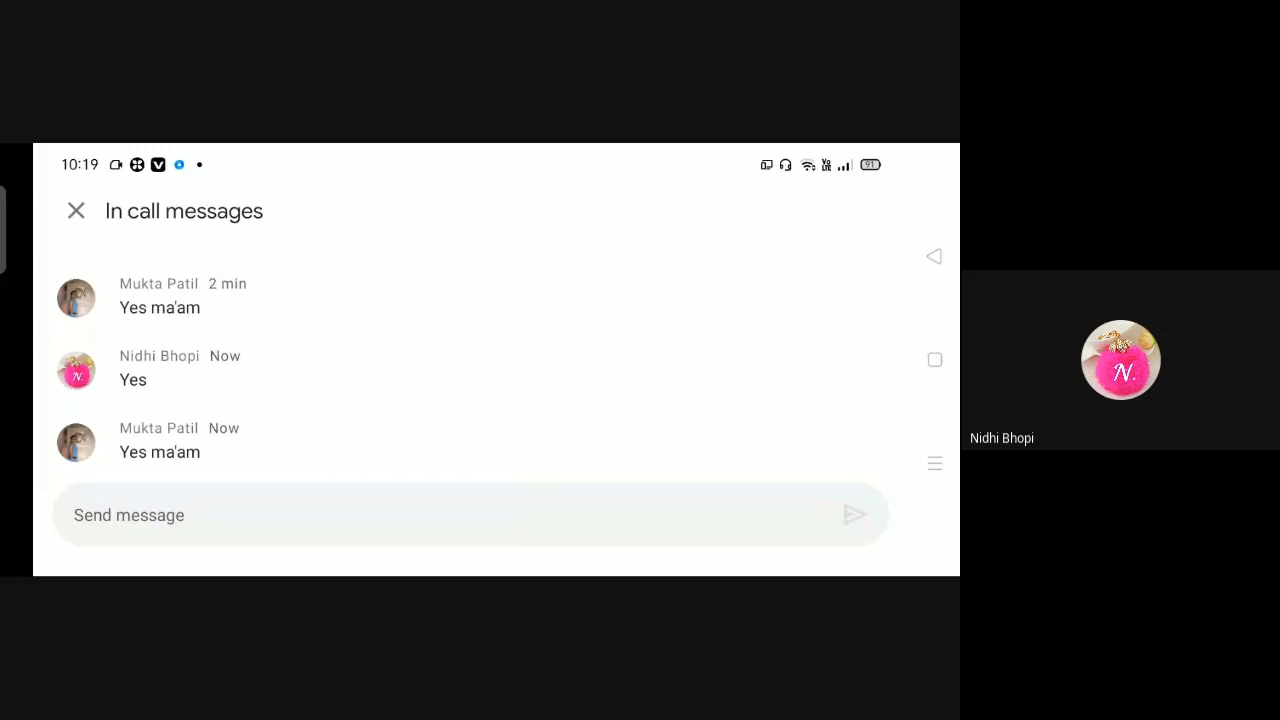 10:19
91
In call messages
Mukta Patil 2 min
Yes ma'am
Nidhi Bhopi Now
Yes
Mukta Patil Now
Yes ma'am
Send message
N.
Nidhi Bhopi